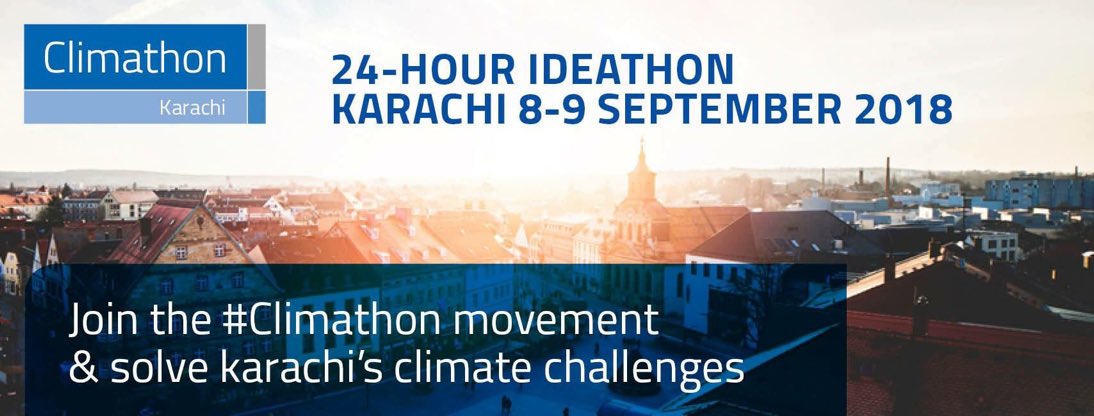 Climathon
Karachi
24-HOUR IDEATHON
KARACHI 8-9 SEPTEMBER 2018
Join the #Climathon movement
& solve karachi's climate challenges